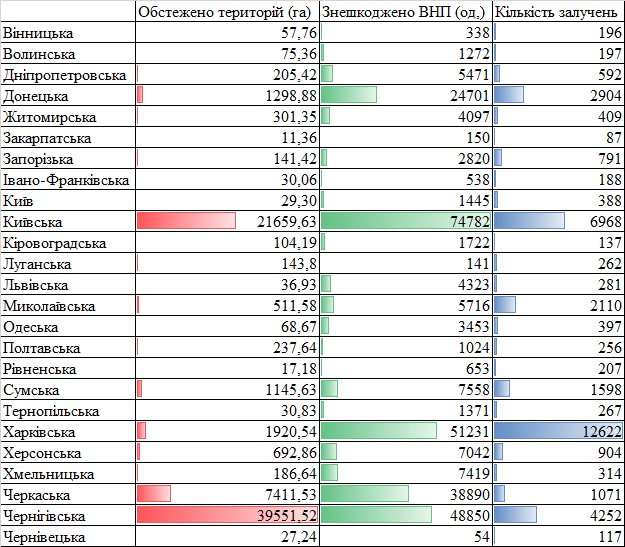 Обстежено територій (га) Знешкоджено ВНП (од,) Кількість залучень
Вінницька 57,76 338 196
Волинська 75,36 1272 197
Дніпропетровська 205,42 5471 592
Донецька 1298,88 24701 2904
Житомирська 301,35 4097 409
Закарпатська 11,36 150 87
Запорізька 141,42 2820 791
Івано-Франківська 30,06 538 188
Київ 29,30 1445 388
Київська 21659,63 74782 6968
Кіровоградська 104,19 1722 137
Луганська 143,8 141 262
Львівська 36,93 4323 281
Миколаївська 511,58 5716 2110
Одеська 68,67 3453 397
Полтавська 237,64 1024 256
Рівненська 17,18 653 207
Сумська 1145,63 7558 1598
Тернопільська 30,83 1371 267
Харківська 1920,54 51231 12622
Херсонська 692,86 7042 904
Хмельницька 186,64 7419 314
Черкаська 7411,53 38890 1071
Чернігівська 39551,52 48850 4252
Чернівецька 27,24 54 117